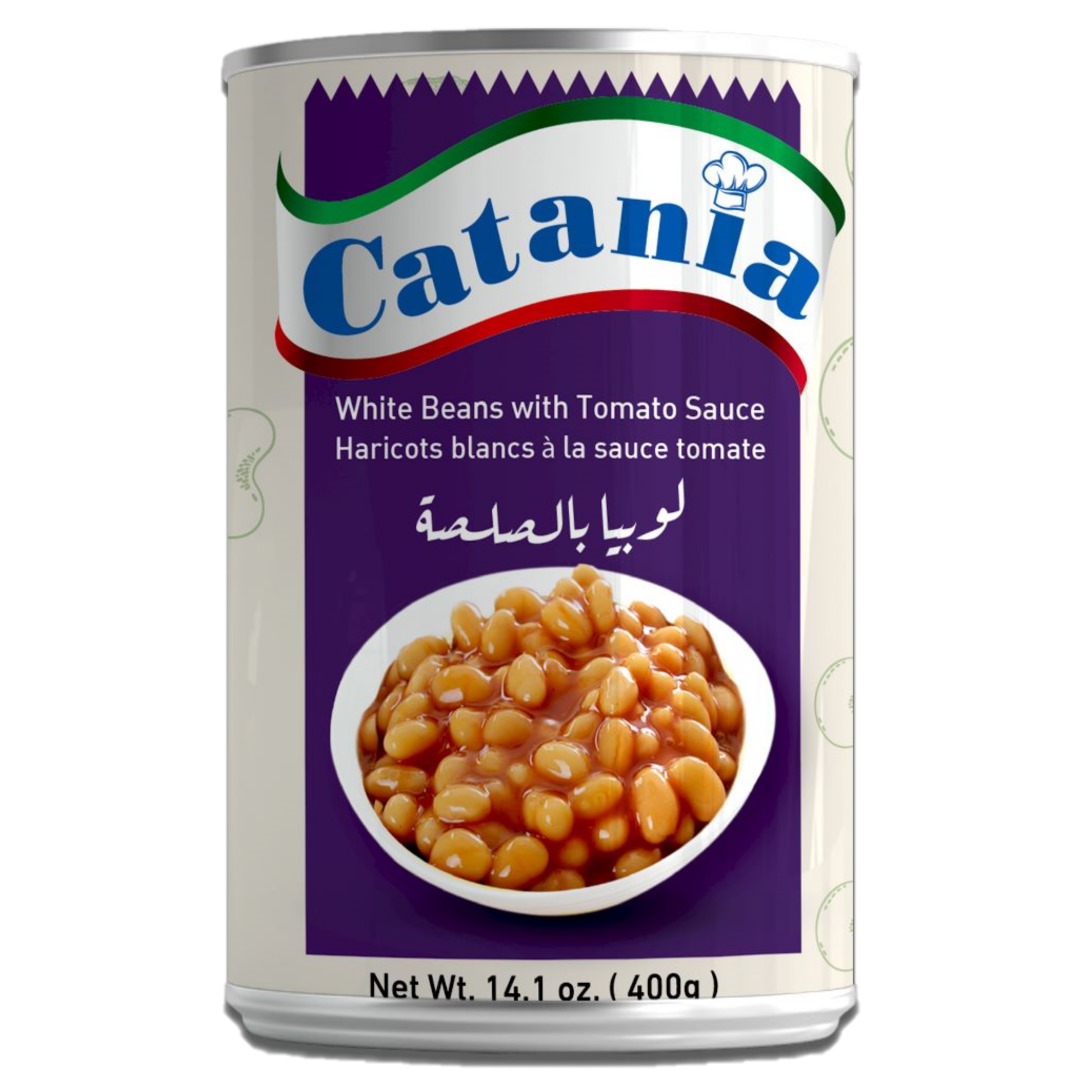 Catania
White Beans with Tomato Sauce
Haricots blancs à la sauce tomate
لوبيا بالصلصة
Net Wt. 14.1 oz. ( 400g )